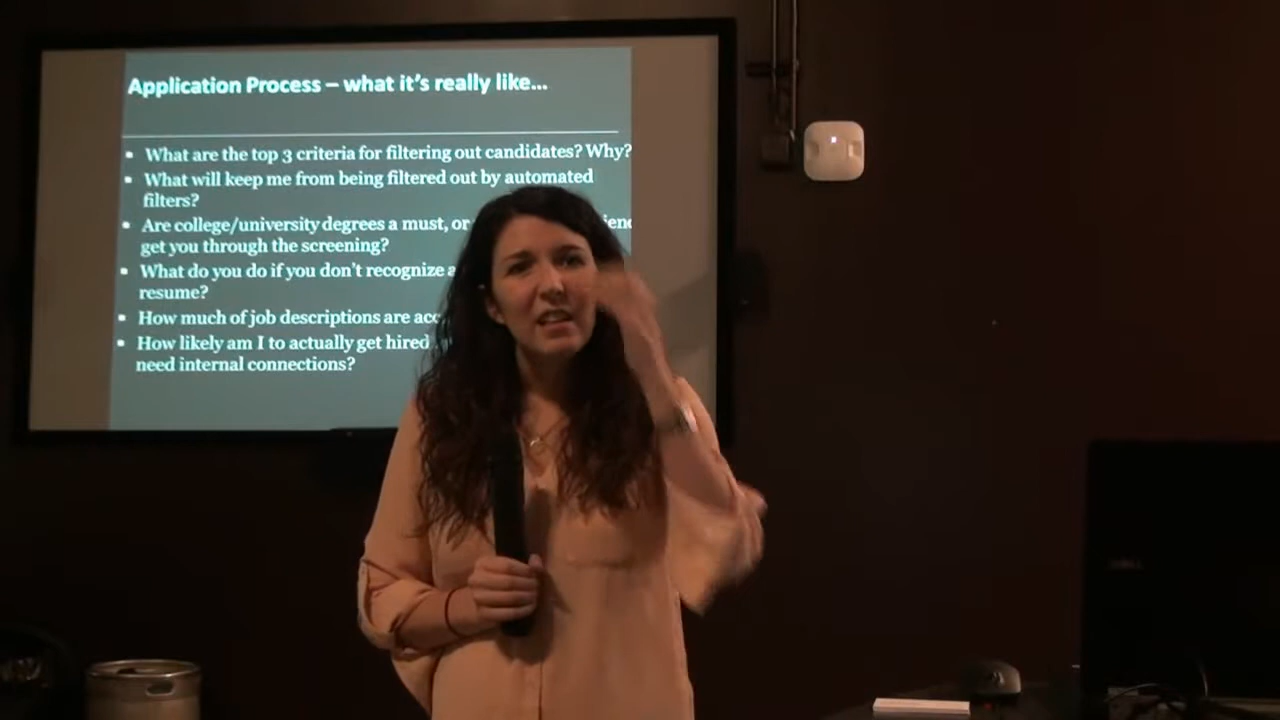 Application Process – what it's really like...
▪ What are the top 3 criteria for filtering out candidates? Why?
▪ What will keep me from being filtered out by automated
filters?
▪ Are college/university degrees a must, or
get you through the screening?
▪ What do you do if you don't recognize
resume?
▪ How much of job descriptions are
▪ How likely am I to actually get hired
need internal connections?